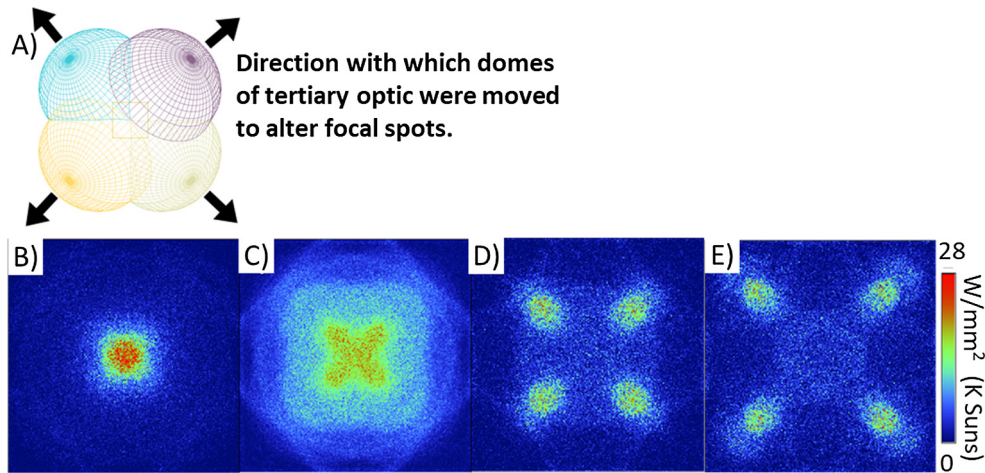 A)
Direction with which domes
of tertiary optic were moved
to alter focal spots.
B)
C)
D)
E)
28
W/mm² (K Suns)
0